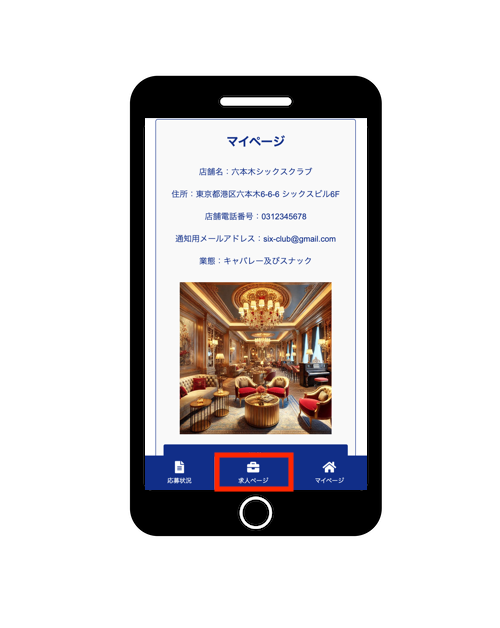 マイページ
店舗名：六本木シックスクラブ
住所：東京都港区六本木6-6-6 シックスビル6F
店舗電話番号：0312345678
通知用メールアドレス：six-club@gmail.com
業態：キャバレー及びスナック
応募状況
求人ページ
マイページ